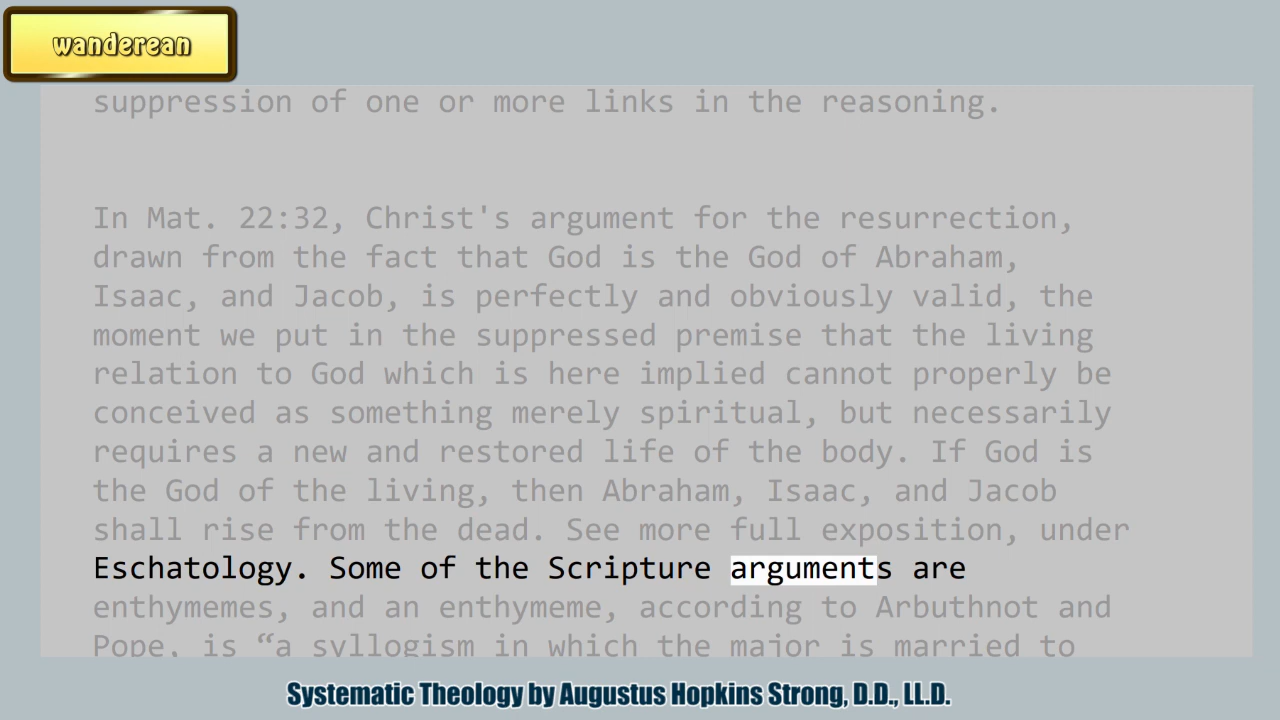 wanderean
suppression of one or more links in the reasoning.
In Mat. 22:32, Christ's argument for the resurrection,
drawn from the fact that God is the God of Abraham,
Isaac, and Jacob, is perfectly and obviously valid, the
moment we put in the suppressed premise that the living
relation to God which is here implied cannot properly be
conceived as something merely spiritual, but necessarily
requires a new and restored life of the body. If God is
the God of the living, then Abraham, Isaac, and Jacob
shall rise from the dead. See more full exposition, under
Eschatology. Some of the Scripture arguments are
enthymemes, and an enthymeme, according to Arbuthnot and
Pope, is “a syllogism in which the major is married to
Systematic Theology by Augustus Hopkins Strong, D.D., LL.D.